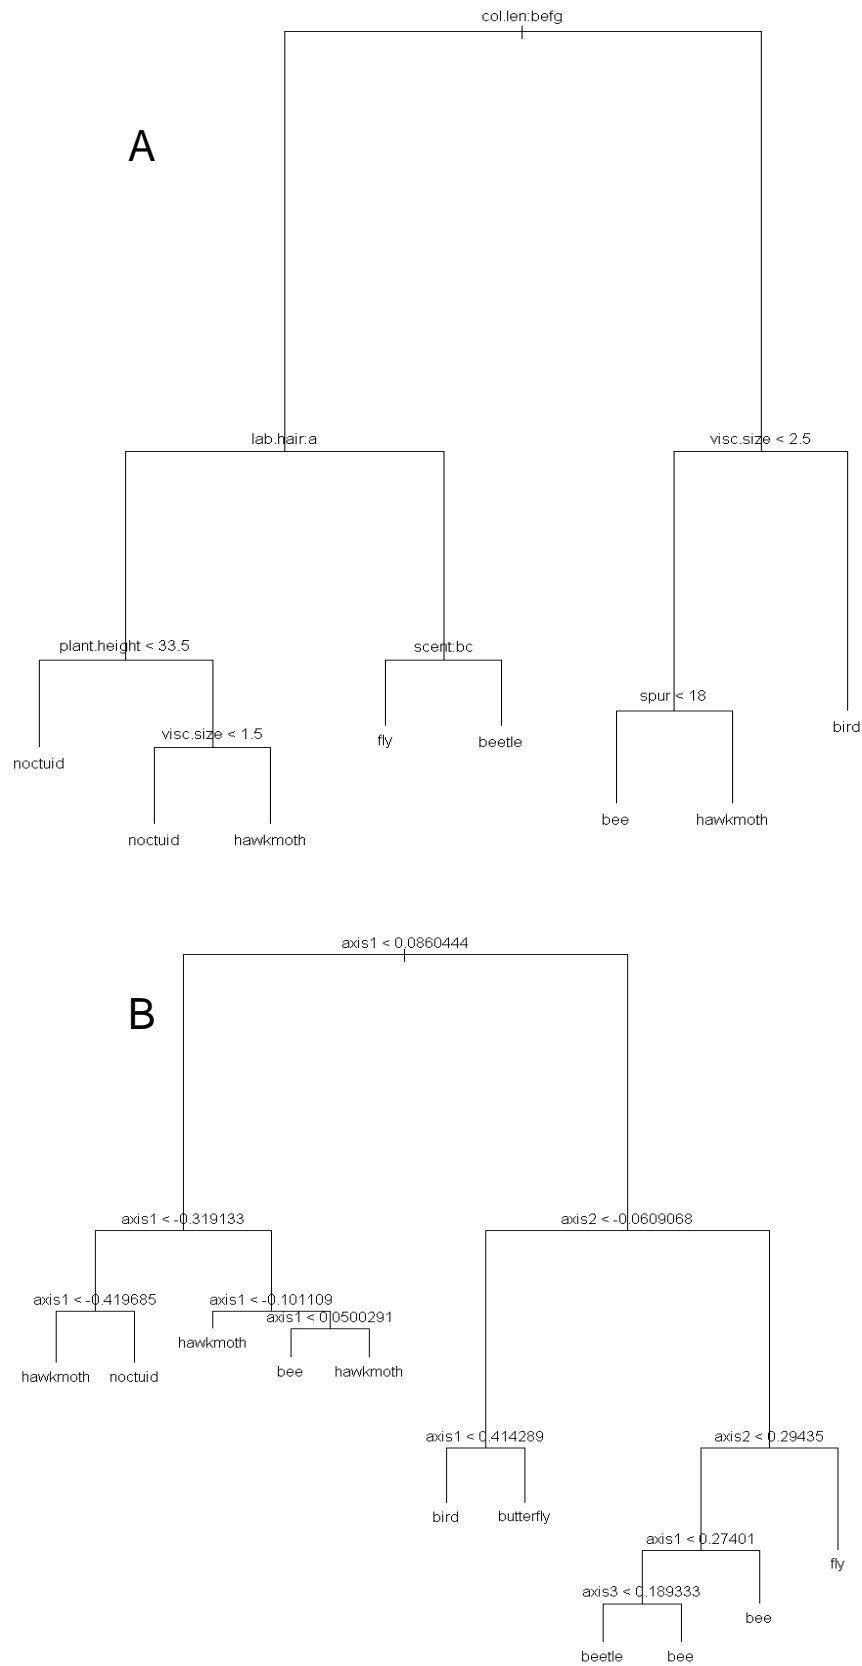 col.len:befg
A
lab.hair:a
visc.size < 2.5
plant.height < 33.5
scent:bc
spur < 18
bird
visc.size < 1.5
fly
beetle
noctuid
bee
hawkmoth
noctuid
hawkmoth
axis1 < 0.0860444
B
axis1 < -0.319133
axis2 < -0.0609068
axis1 < -0.419685
axis1 < -0.101109
axis1 < 0.0500291
hawkmoth
bee
hawkmoth
hawkmoth
noctuid
axis1 < 0.414289
axis2 < 0.29435
bird
butterfly
axis1 < 0.27401
fly
axis3 < 0.189333
bee
beetle
bee